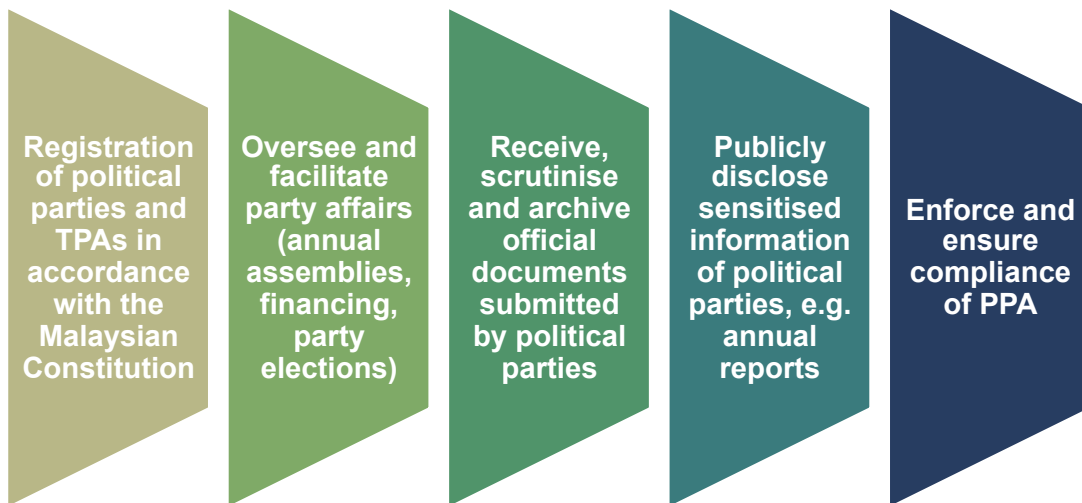 Registration
of political
parties and
TPAs in
accordance
with the
Malaysian
Constitution
Oversee and
facilitate
party affairs
(annual
assemblies,
financing,
party
elections)
Receive,
scrutinise
and archive
official
documents
submitted
by political
parties
Publicly
disclose
sensitised
information
of political
parties, e.g.
annual
reports
Enforce and
ensure
compliance
of PPA